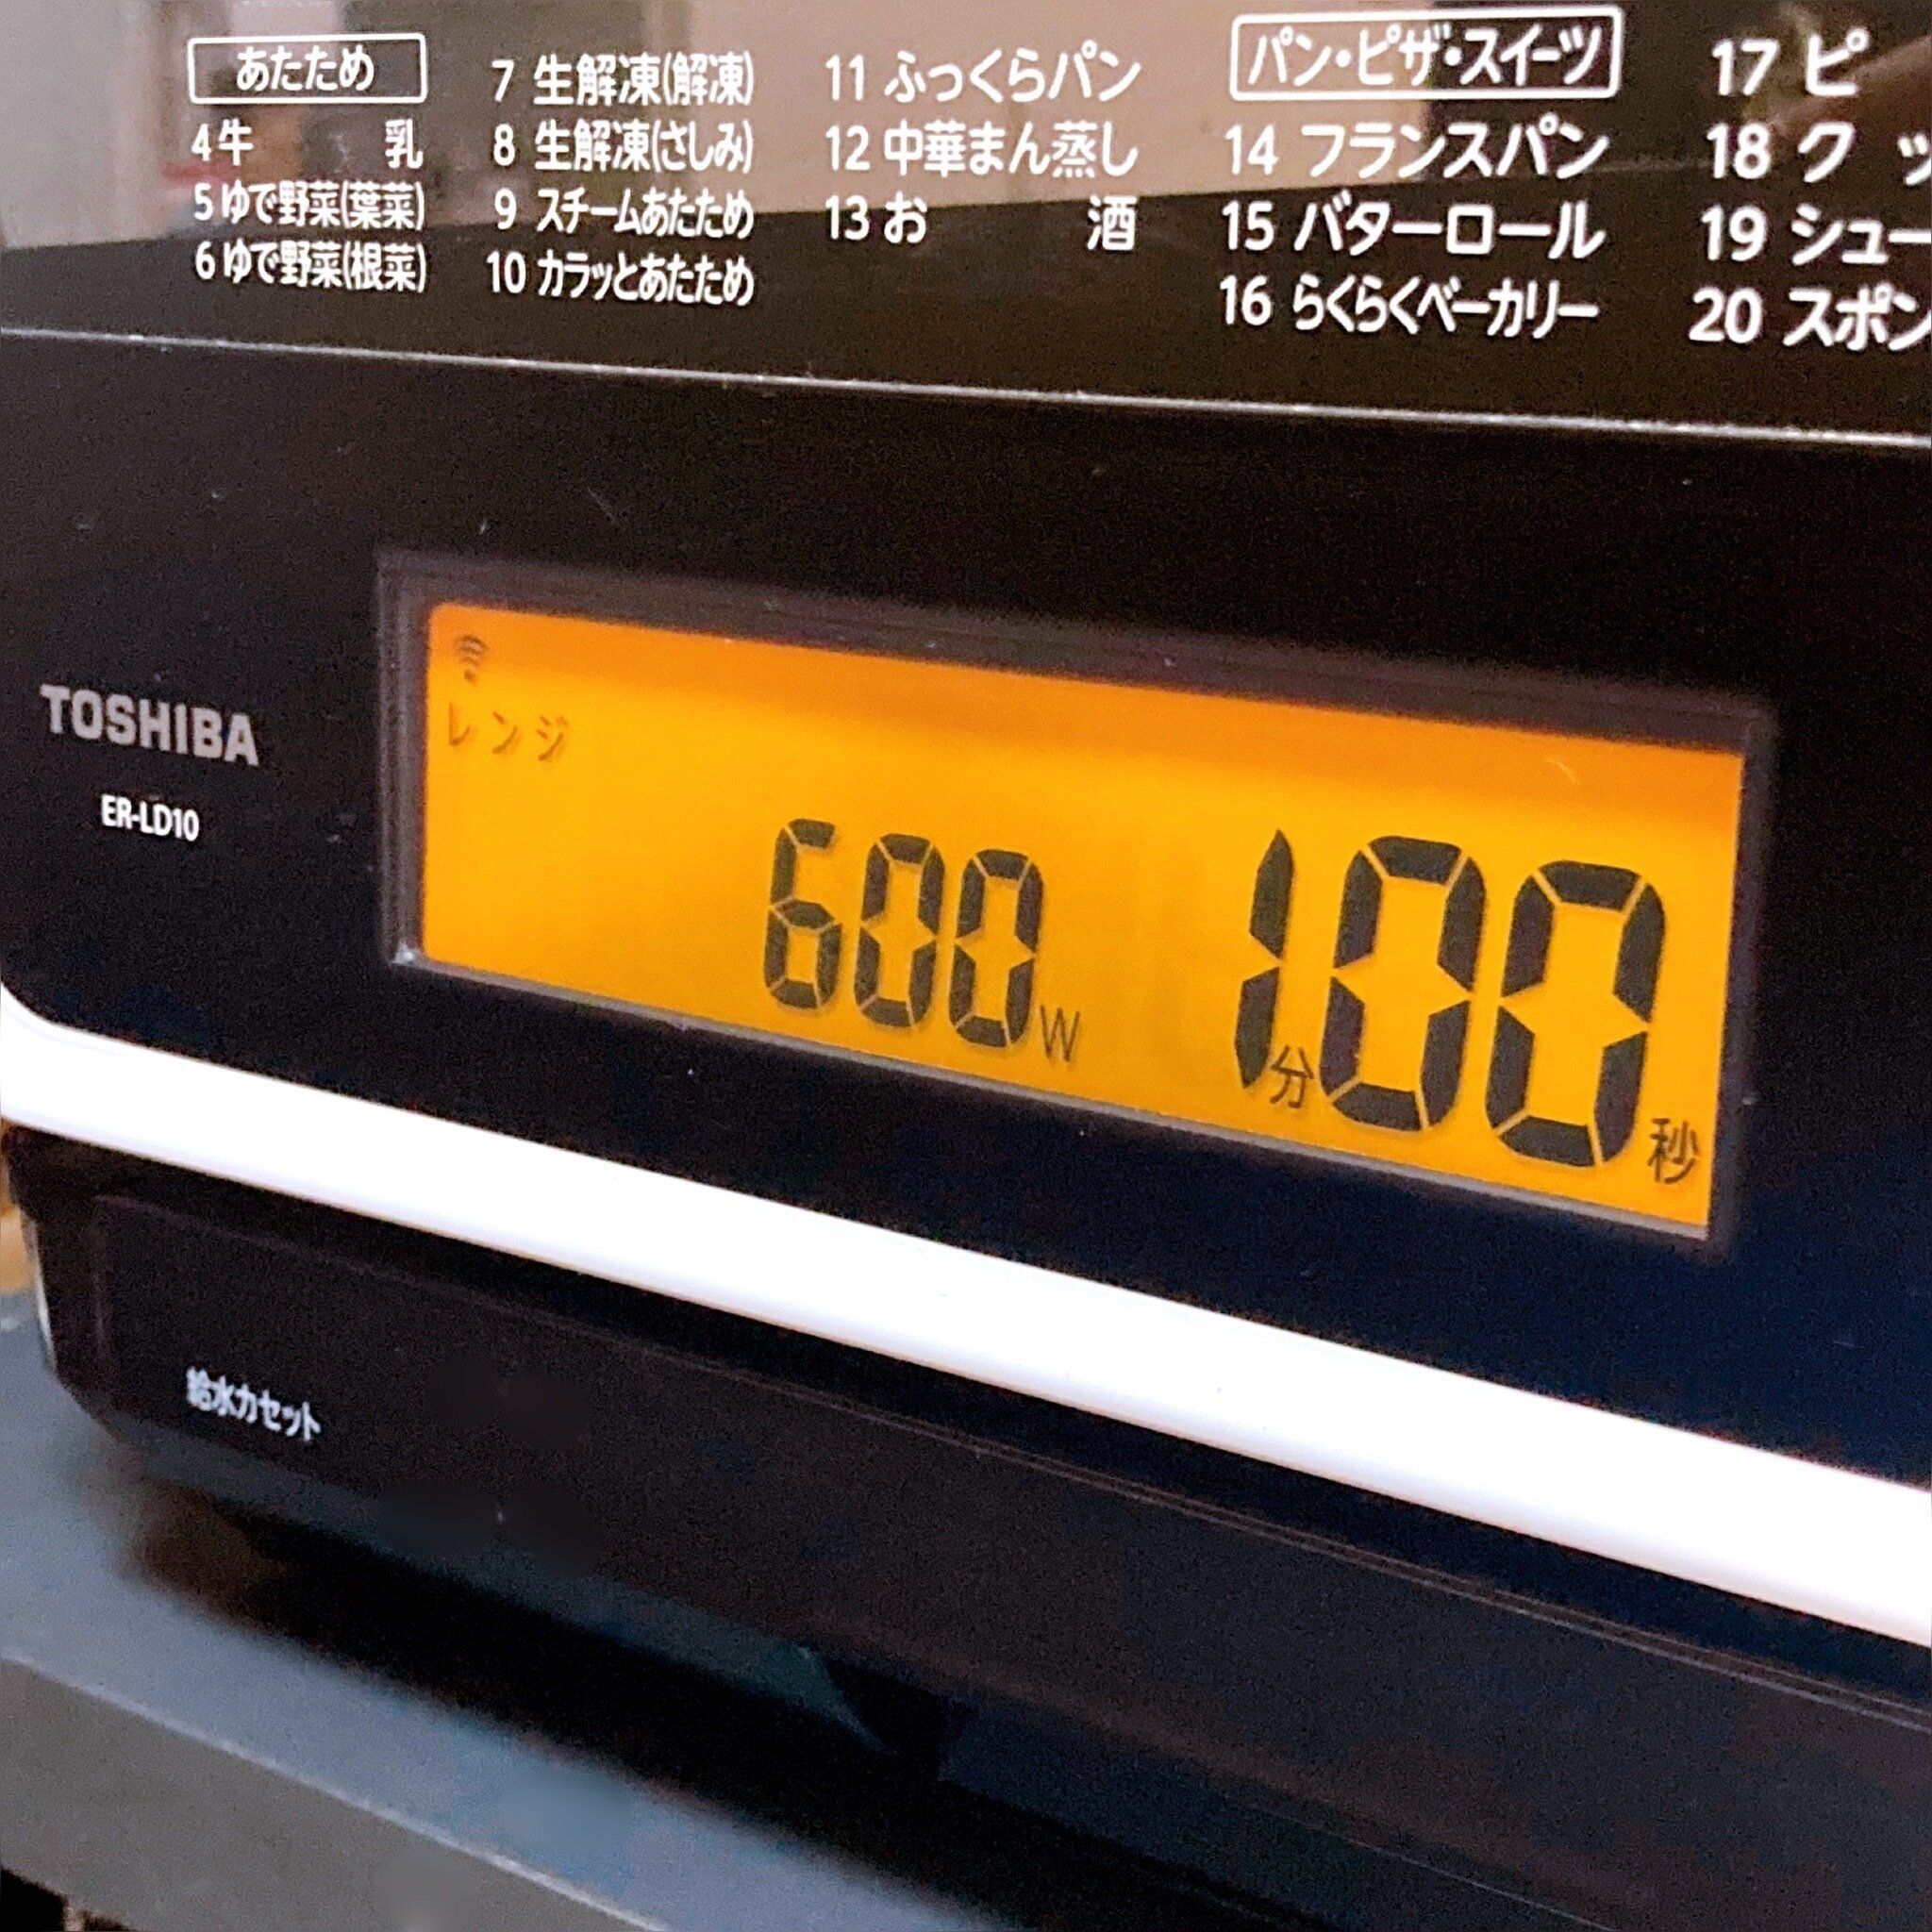 あたため
4 牛乳
5 ゆで野菜(葉菜)
6 ゆで野菜(根菜)
7 生解凍(解凍)
8 生解凍(さしみ)
9 スチームあたため
10 カラッとあたため
11 ふっくらパン
12 中華まん蒸し
13 お酒
パン・ピザ・スイーツ
14 フランスパン
15 バターロール
16 らくらくベーカリー
17 ピ
18 クッ
19 シュー
20 スポン
TOSHIBA
ER-LD10
レンジ
600W 1分00秒
給水カセット